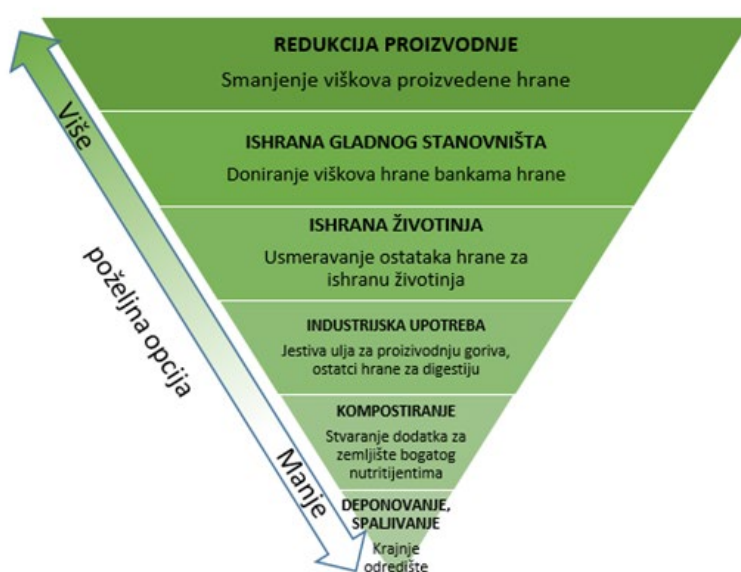 REDUKCIJA PROIZVODNJE
Smanjenje viškova proizvedene hrane
ISHRANA GLADNOG STANOVNIŠTA
Doniranje viškova hrane bankama hrane
ISHRANA ŽIVOTINJA
Usmeravanje ostataka hrane za
ishranu životinja
INDUSTRIJSKA UPOTREBA
Jestiva ulja za proizivodnju goriva,
ostatci hrane za digestiju
KOMPOSTIRANJE
Stvaranje dodatka za
zemljište bogatog
nutritijentima
DEPONOVANJE,
SPALJIVANJE
Krajnje
odredište
Više
poželjna opcija
Manje